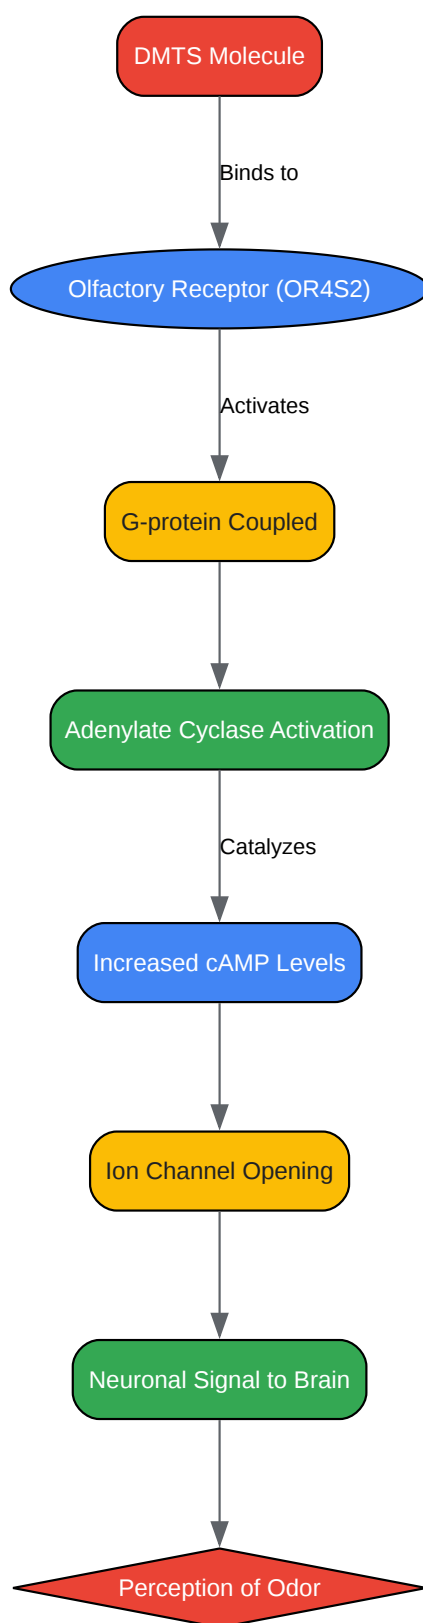 DMTS Molecule
Binds to
Olfactory Receptor (OR4S2)
Activates
G-protein Coupled
Adenylate Cyclase Activation
Catalyzes
Increased cAMP Levels
Ion Channel Opening
Neuronal Signal to Brain
Perception of Odor